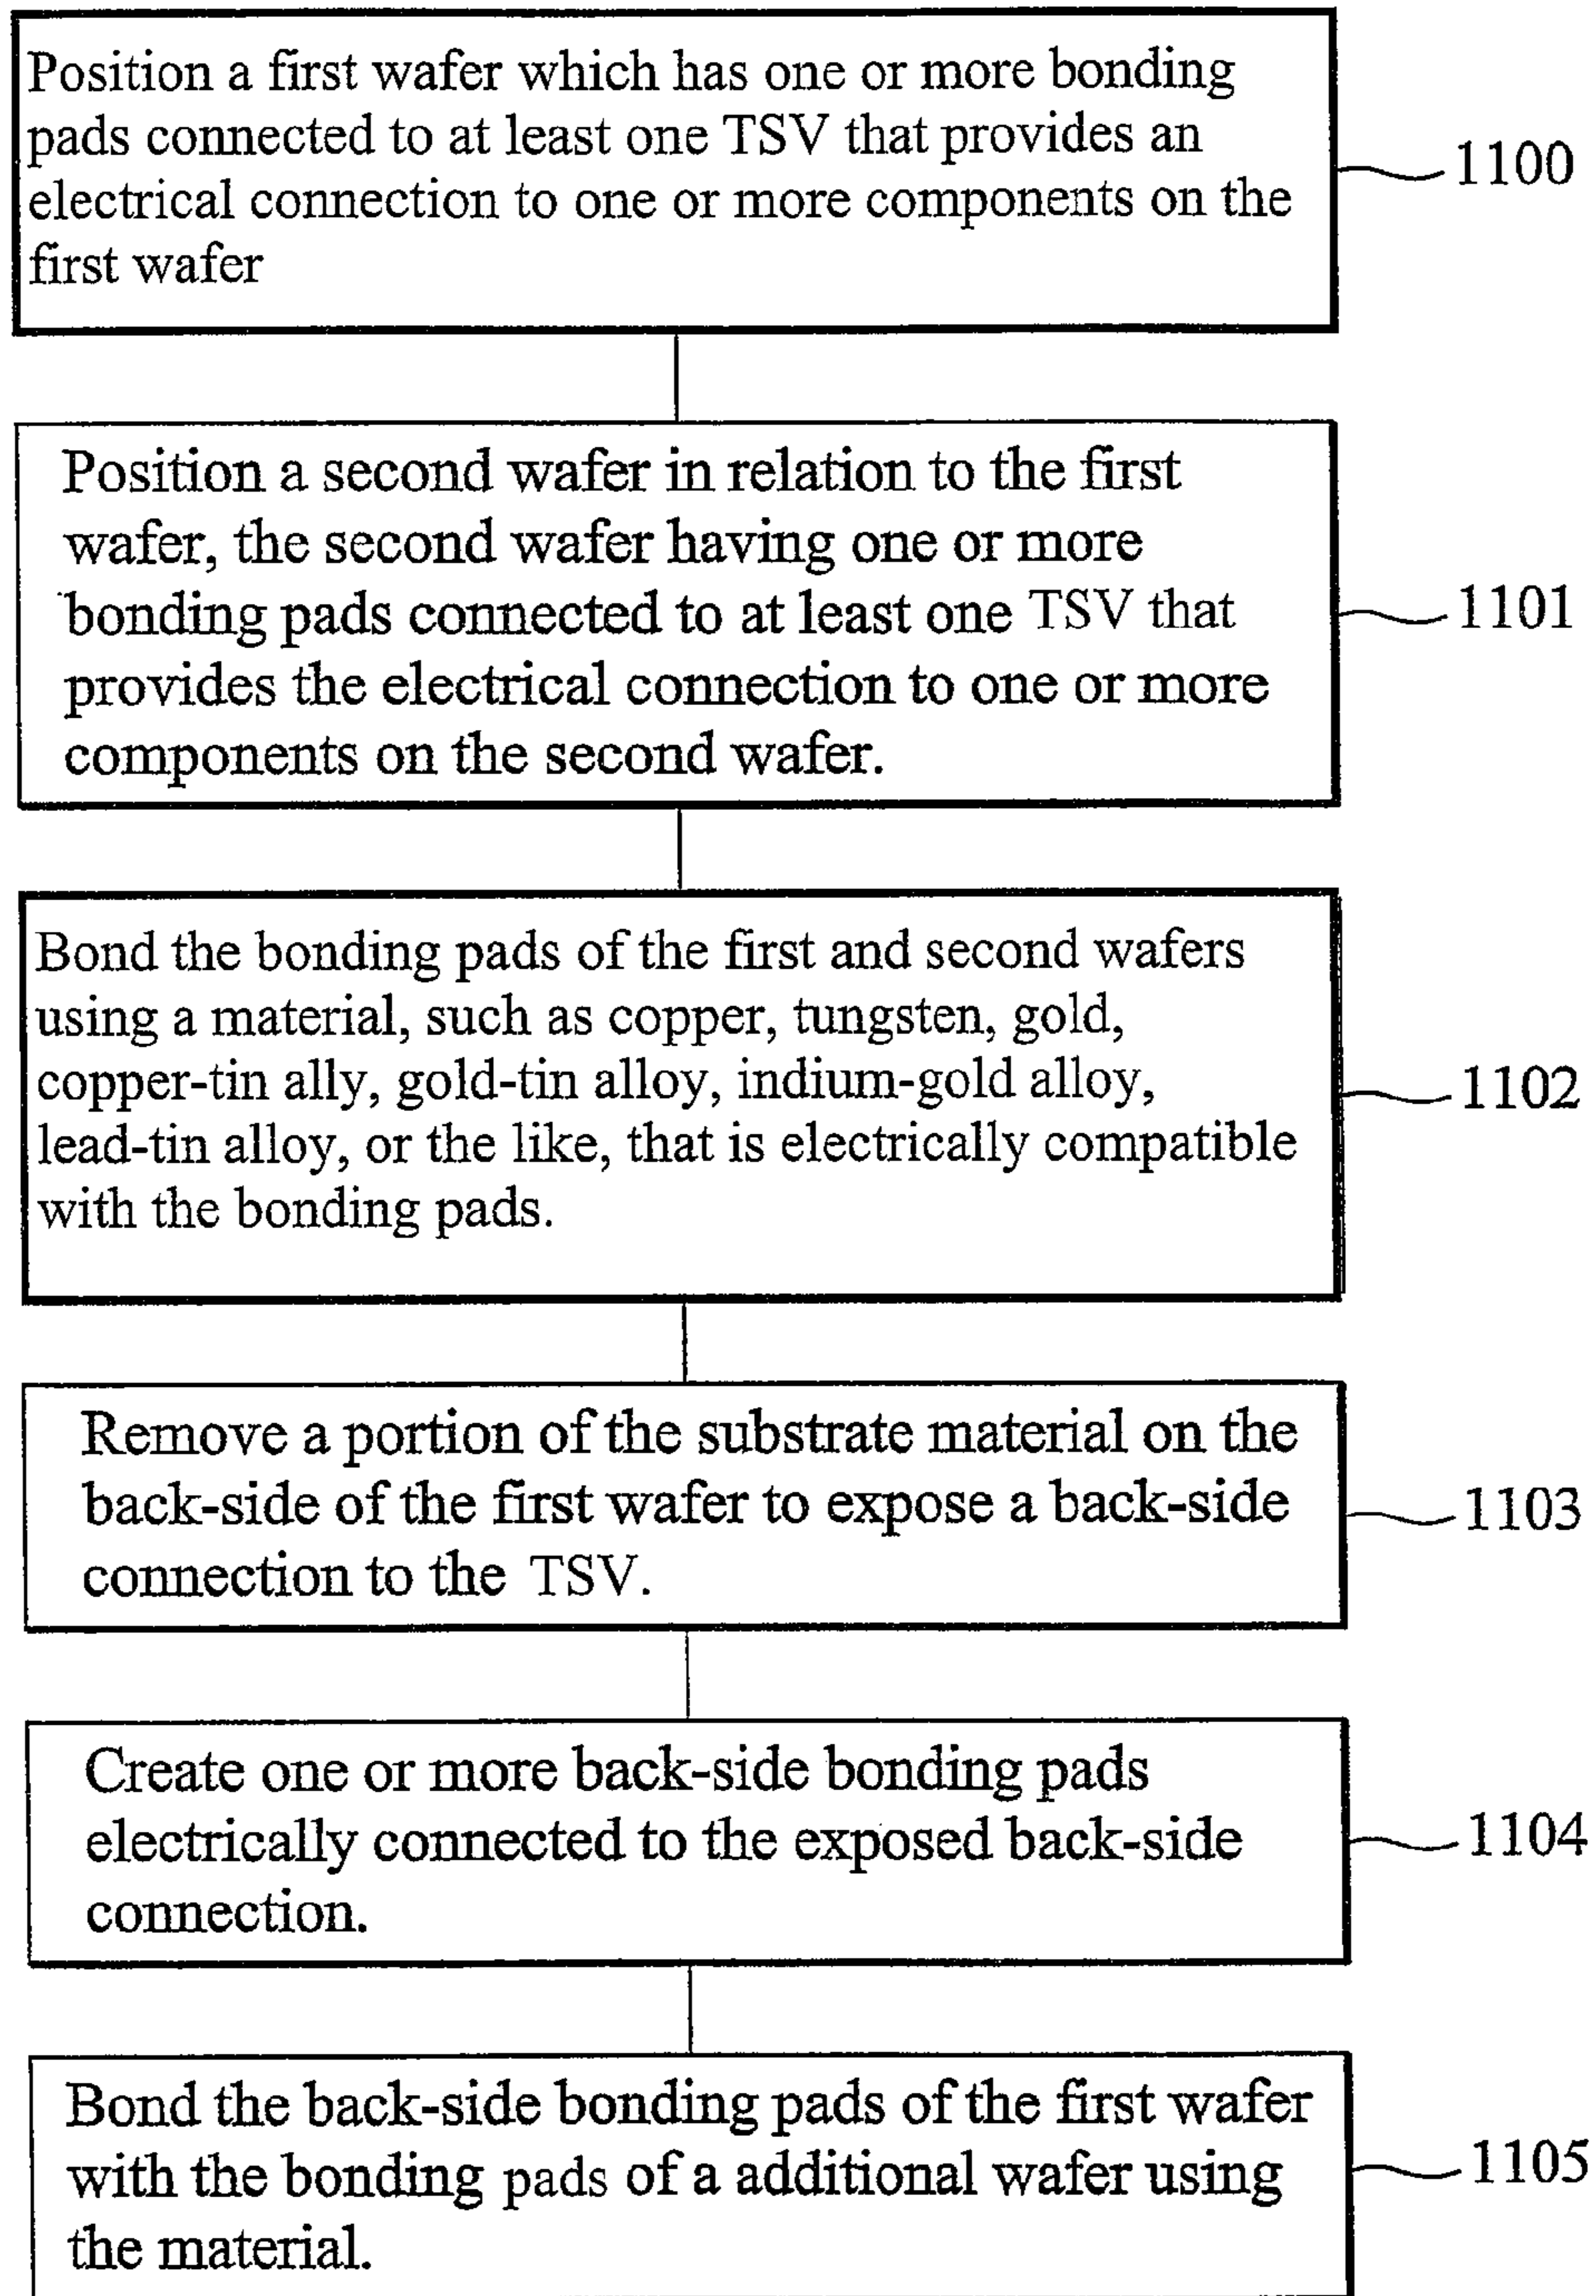 Position a first wafer which has one or more bonding
pads connected to at least one TSV that provides an
electrical connection to one or more components on the
first wafer
1100
Position a second wafer in relation to the first
wafer, the second wafer having one or more
bonding pads connected to at least one TSV that
provides the electrical connection to one or more
components on the second wafer.
1101
Bond the bonding pads of the first and second wafers
using a material, such as copper, tungsten, gold,
copper-tin ally, gold-tin alloy, indium-gold alloy,
lead-tin alloy, or the like, that is electrically compatible
with the bonding pads.
1102
Remove a portion of the substrate material on the
back-side of the first wafer to expose a back-side
connection to the TSV.
1103
Create one or more back-side bonding pads
electrically connected to the exposed back-side
connection.
1104
Bond the back-side bonding pads of the first wafer
with the bonding pads of a additional wafer using
the material.
1105